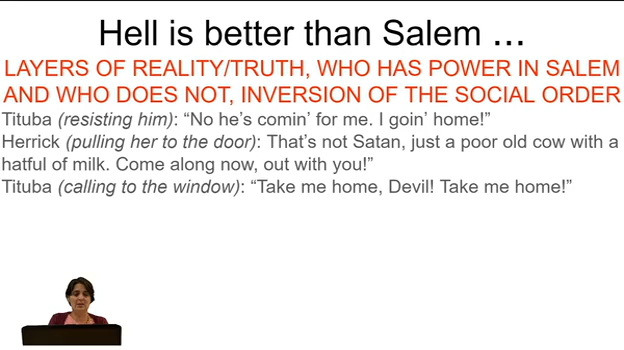 Hell is better than Salem ...
LAYERS OF REALITY/TRUTH, WHO HAS POWER IN SALEM
AND WHO DOES NOT, INVERSION OF THE SOCIAL ORDER
Tituba (resisting him): “No he’s comin’ for me. I goin’ home!”
Herrick (pulling her to the door): That’s not Satan, just a poor old cow with a
hatful of milk. Come along now, out with you!”
Tituba (calling to the window): “Take me home, Devil! Take me home!”